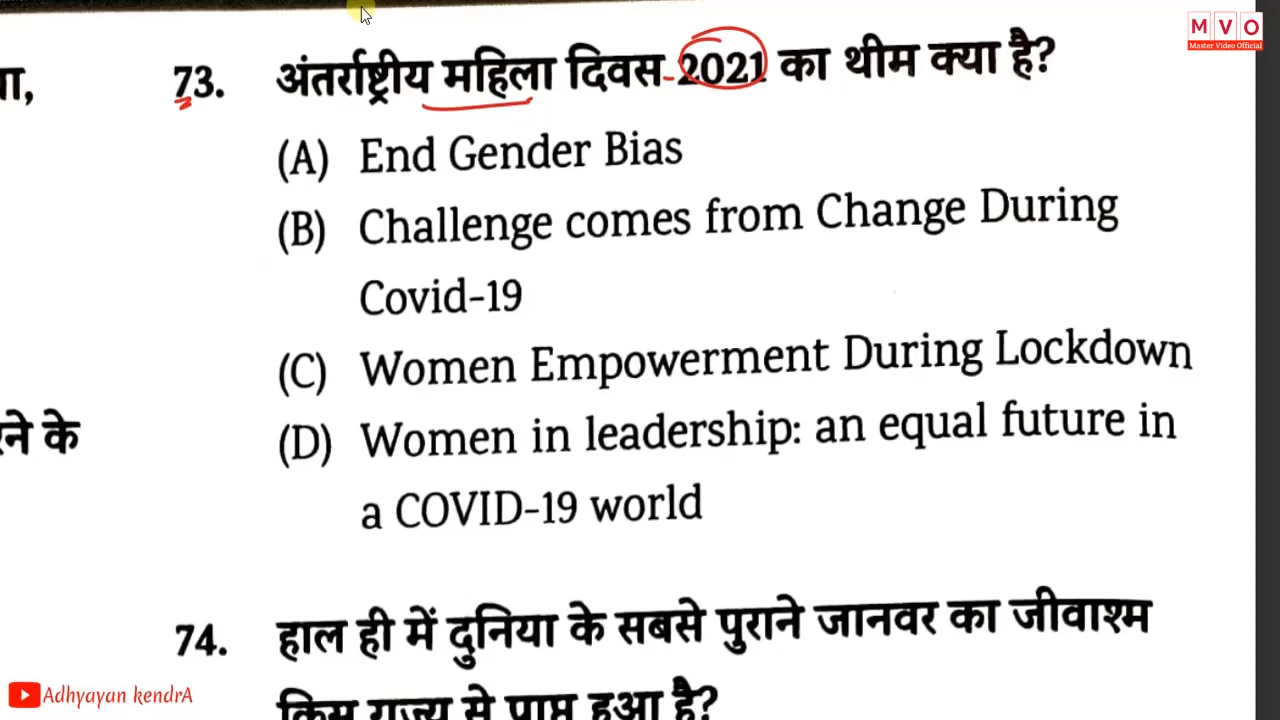 M V O
Master Video Official
ा,
73. अंतर्राष्ट्रीय महिला दिवस-2021 का थीम क्या है?
(A) End Gender Bias
(B) Challenge comes from Change During
Covid-19
(C) Women Empowerment During Lockdown
रने के
(D) Women in leadership: an equal future in
a COVID-19 world
74. हाल ही में दुनिया के सबसे पुराने जानवर का जीवाश्म
किस राज्य से प्राप्त हुआ है?
Adhyayan kendrA